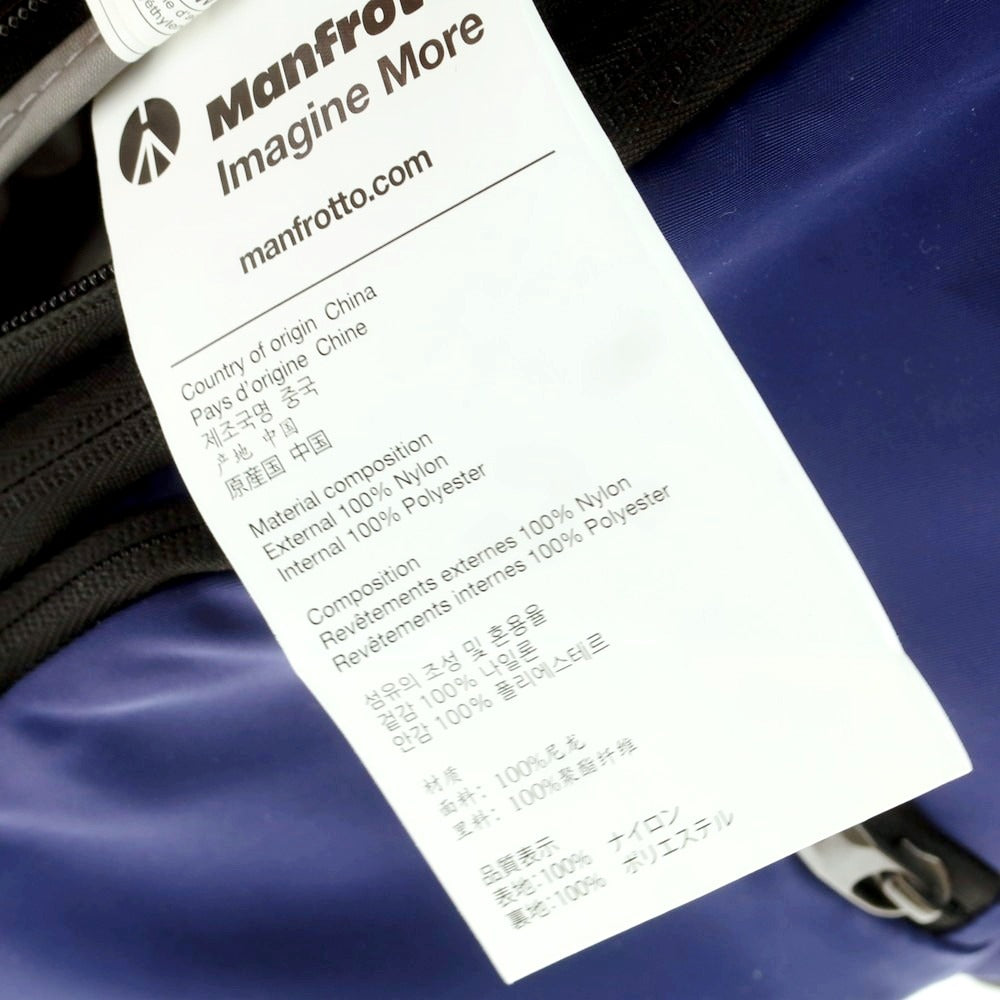 Manfro
Imagine More
manfrotto.com
Country of origin China
Pays d'origine Chine
제조국명 중국
产地 中国
原産国 中国
Material composition
External 100% Nylon
Internal 100% Polyester
Composition
Revêtements externes 100% Nylon
Revêtements internes 100% Polyester
섬유의 조성 및 혼용율
겉감 100% 나일론
안감 100% 폴리에스테르
材质
面料：100%尼龙
里料：100%聚酯纤维
品質表示
表地:100% ナイロン
裏地:100% ポリエステル